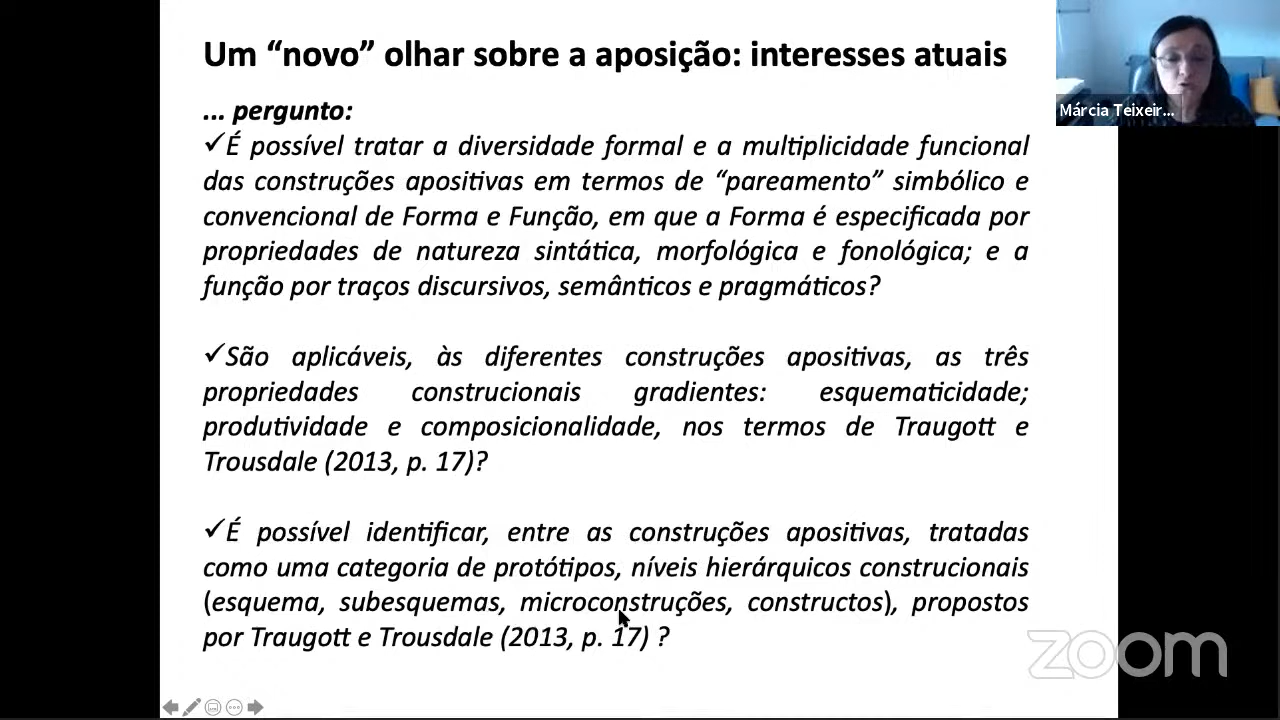 Um “novo” olhar sobre a aposição: interesses atuais
Márcia Teixeir...
... pergunto:
✓É possível tratar a diversidade formal e a multiplicidade funcional
das construções apositivas em termos de “pareamento” simbólico e
convencional de Forma e Função, em que a Forma é especificada por
propriedades de natureza sintática, morfológica e fonológica; e a
função por traços discursivos, semânticos e pragmáticos?
✓São aplicáveis, às diferentes construções apositivas, as três
propriedades construcionais gradientes: esquematicidade;
produtividade e composicionalidade, nos termos de Traugott e
Trousdale (2013, p. 17)?
✓É possível identificar, entre as construções apositivas, tratadas
como uma categoria de protótipos, níveis hierárquicos construcionais
(esquema, subesquemas, microconstruções, constructos), propostos
por Traugott e Trousdale (2013, p. 17) ?
zoom